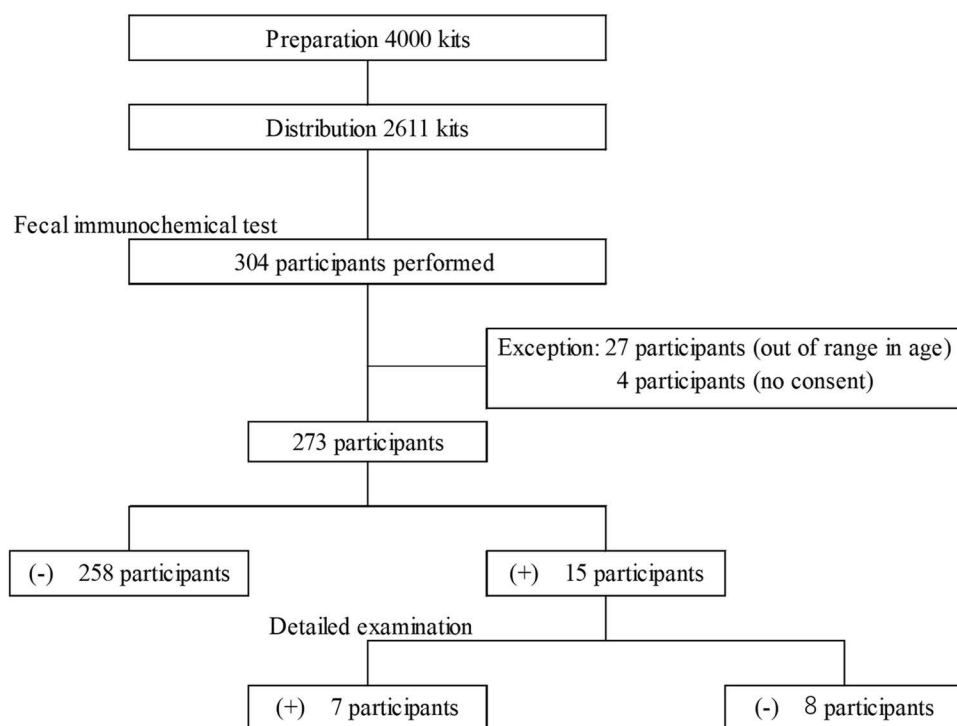 Preparation 4000 kits
Distribution 2611 kits
Fecal immunochemical test
304 participants performed
Exception: 27 participants (out of range in age)
4 participants (no consent)
273 participants
(-) 258 participants
(+) 15 participants
Detailed examination
(+) 7 participants
(-) 8 participants